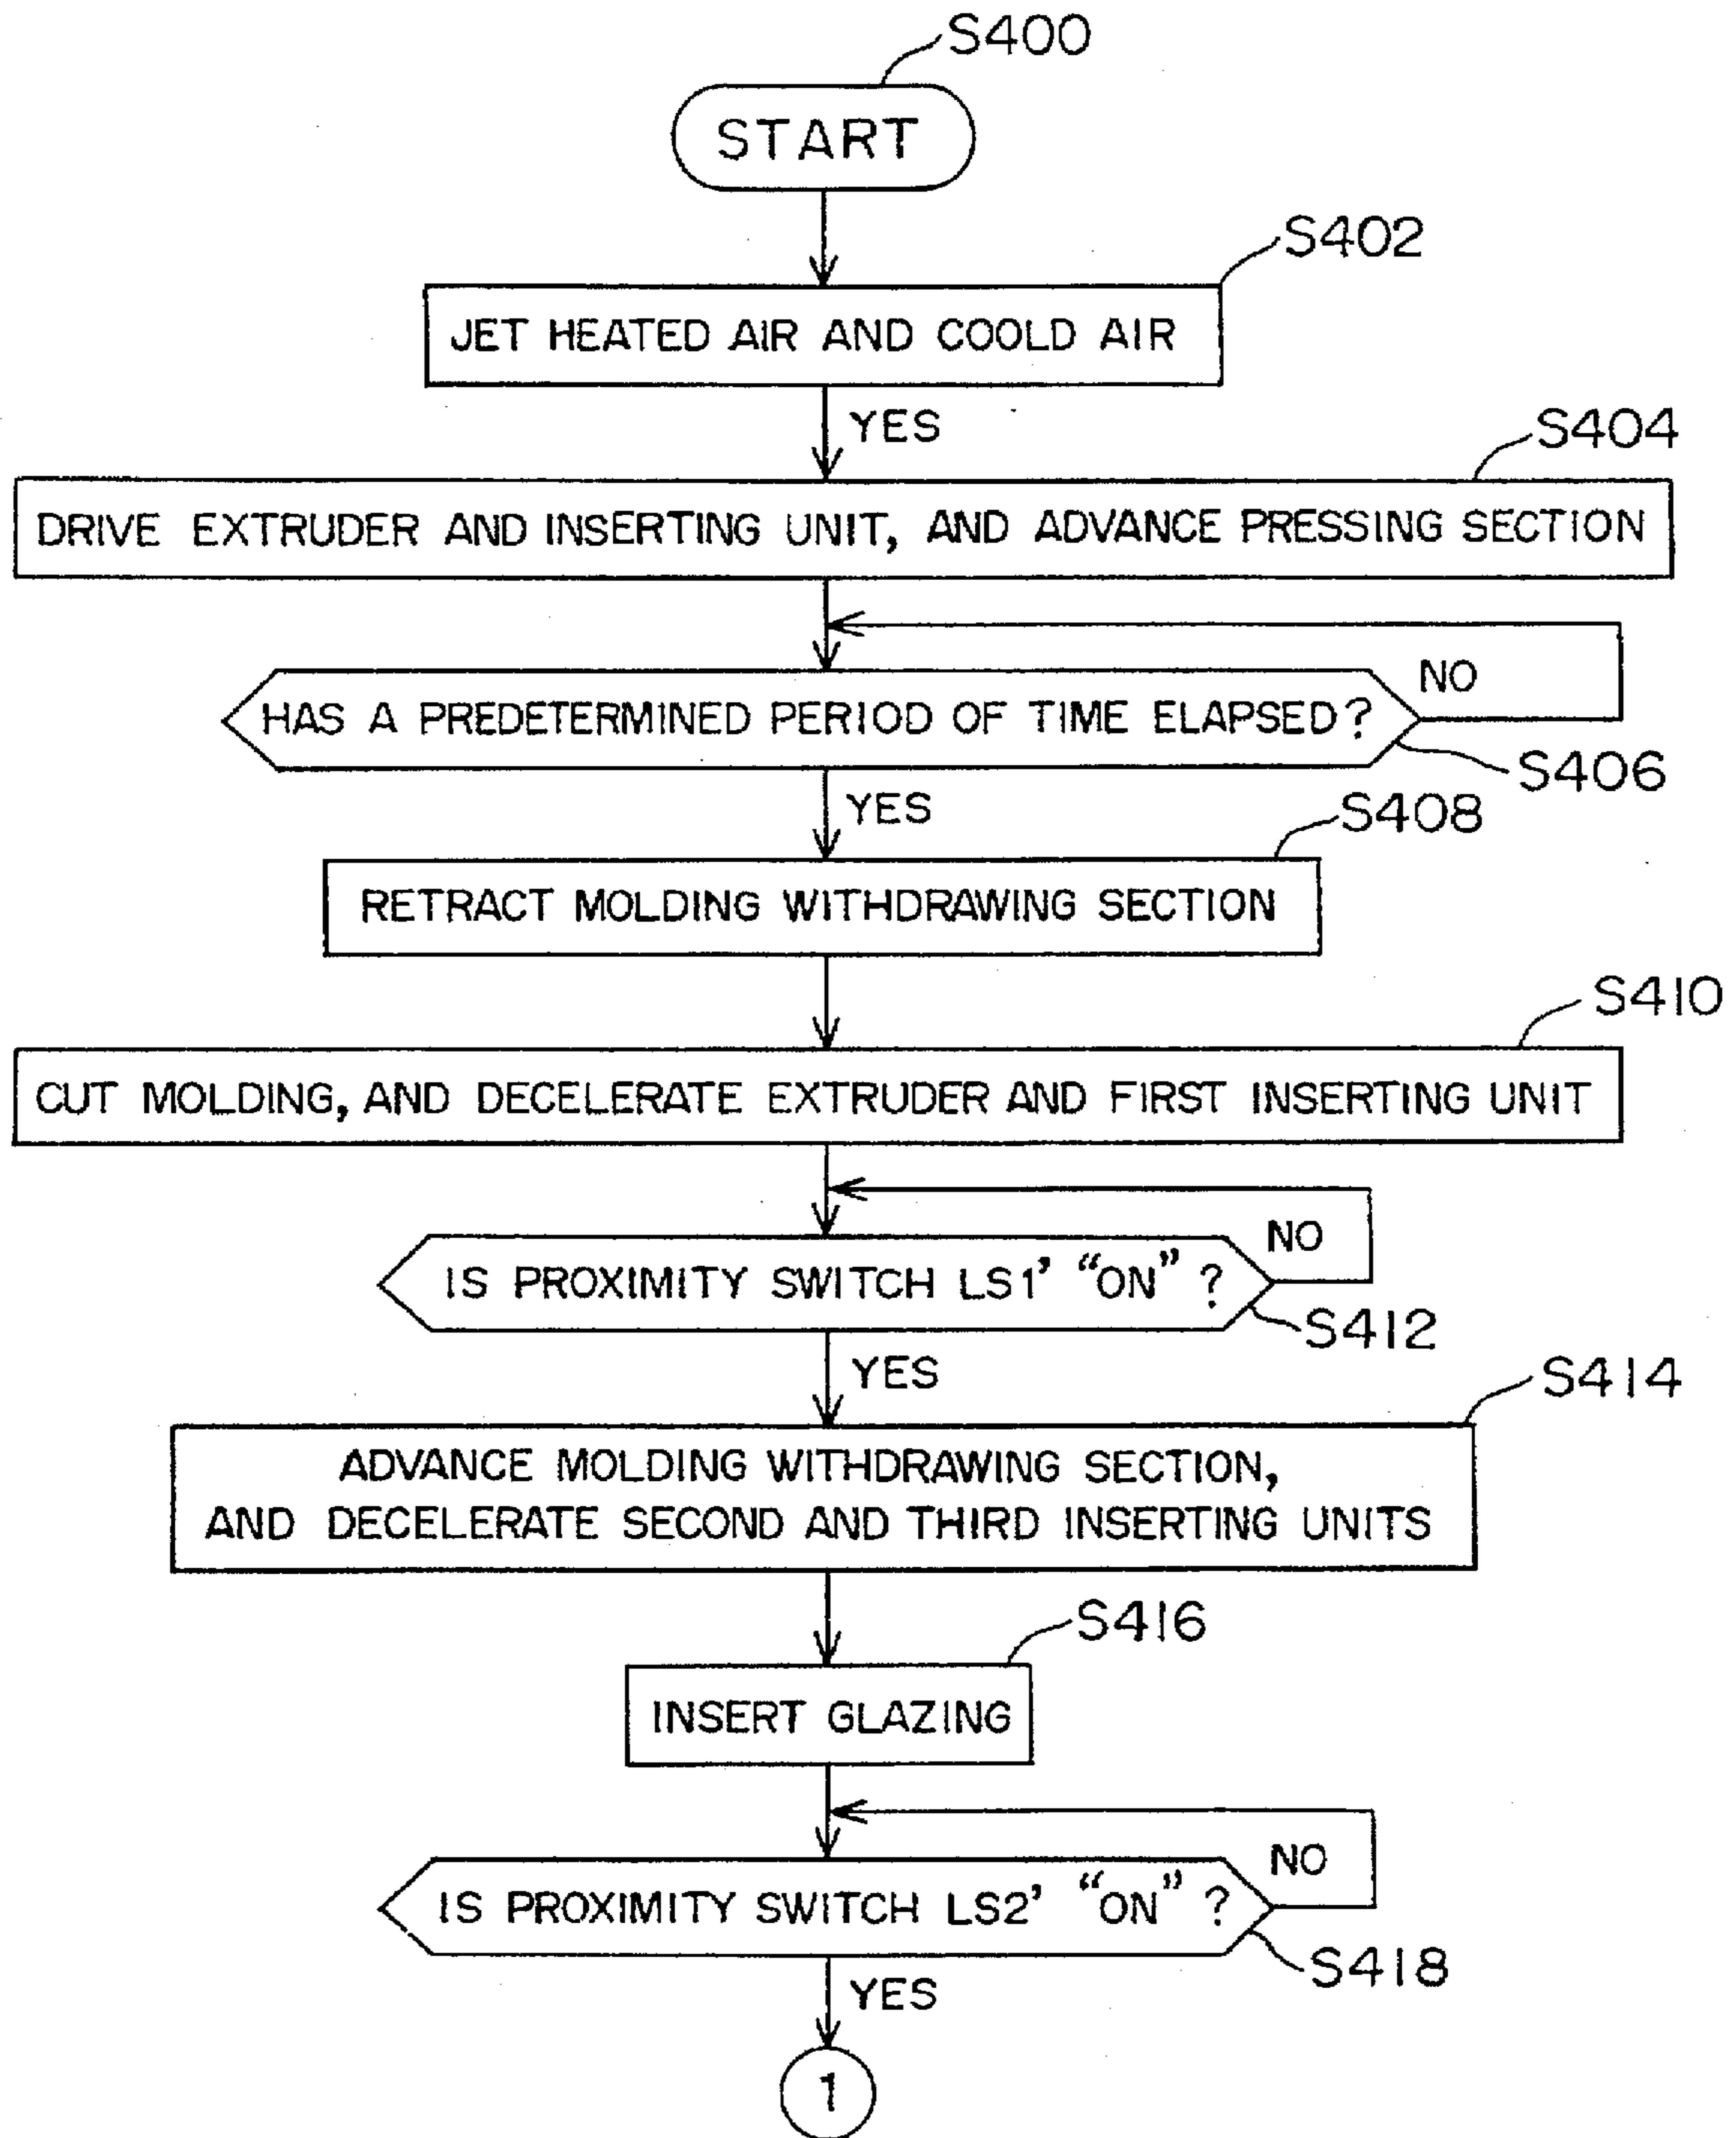 S400
START
S402
JET HEATED AIR AND COOLD AIR
YES
S404
DRIVE EXTRUDER AND INSERTING UNIT, AND ADVANCE PRESSING SECTION
NO
HAS A PREDETERMINED PERIOD OF TIME ELAPSED?
S406
YES
S408
RETRACT MOLDING WITHDRAWING SECTION
S410
CUT MOLDING, AND DECELERATE EXTRUDER AND FIRST INSERTING UNIT
NO
IS PROXIMITY SWITCH LS1' "ON" ?
S412
YES
S414
ADVANCE MOLDING WITHDRAWING SECTION,
AND DECELERATE SECOND AND THIRD INSERTING UNITS
S416
INSERT GLAZING
NO
IS PROXIMITY SWITCH LS2' "ON" ?
S418
YES
1